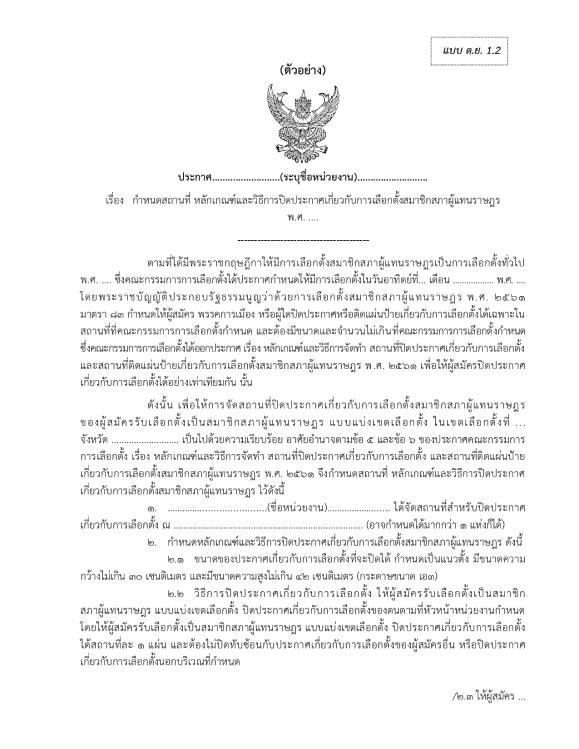 แบบ ต.ย. 1.2
(ตัวอย่าง)
ประกาศ..........................(ระบุชื่อหน่วยงาน)...........................
เรื่อง กำหนดสถานที่ หลักเกณฑ์และวิธีการปิดประกาศเกี่ยวกับการเลือกตั้งสมาชิกสภาผู้แทนราษฎร
พ.ศ. ....
----------------------------------------
ตามที่ได้มีพระราชกฤษฎีกาให้มีการเลือกตั้งสมาชิกสภาผู้แทนราษฎรเป็นการเลือกตั้งทั่วไป
พ.ศ. .... ซึ่งคณะกรรมการการเลือกตั้งได้ประกาศกำหนดให้มีการเลือกตั้งในวันอาทิตย์ที่... เดือน ................. พ.ศ. ....
โดยพระราชบัญญัติประกอบรัฐธรรมนูญว่าด้วยการเลือกตั้งสมาชิกสภาผู้แทนราษฎร พ.ศ. ๒๕๖๑
มาตรา ๘๓ กำหนดให้ผู้สมัคร พรรคการเมือง หรือผู้ใดปิดประกาศหรือติดแผ่นป้ายเกี่ยวกับการเลือกตั้งได้เฉพาะใน
สถานที่ที่คณะกรรมการการเลือกตั้งกำหนด และต้องมีขนาดและจำนวนไม่เกินที่คณะกรรมการการเลือกตั้งกำหนด
ซึ่งคณะกรรมการการเลือกตั้งได้ออกประกาศ เรื่อง หลักเกณฑ์และวิธีการจัดทำ สถานที่ปิดประกาศเกี่ยวกับการเลือกตั้ง
และสถานที่ติดแผ่นป้ายเกี่ยวกับการเลือกตั้งสมาชิกสภาผู้แทนราษฎร พ.ศ. ๒๕๖๑ เพื่อให้ผู้สมัครปิดประกาศ
เกี่ยวกับการเลือกตั้งได้อย่างเท่าเทียมกัน นั้น
ดังนั้น เพื่อให้การจัดสถานที่ปิดประกาศเกี่ยวกับการเลือกตั้งสมาชิกสภาผู้แทนราษฎร
ของผู้สมัครรับเลือกตั้งเป็นสมาชิกสภาผู้แทนราษฎร แบบแบ่งเขตเลือกตั้ง ในเขตเลือกตั้งที่ ...
จังหวัด .......................... เป็นไปด้วยความเรียบร้อย อาศัยอำนาจตามข้อ ๕ และข้อ ๖ ของประกาศคณะกรรมการ
การเลือกตั้ง เรื่อง หลักเกณฑ์และวิธีการจัดทำ สถานที่ปิดประกาศเกี่ยวกับการเลือกตั้ง และสถานที่ติดแผ่นป้าย
เกี่ยวกับการเลือกตั้งสมาชิกสภาผู้แทนราษฎร พ.ศ. ๒๕๖๑ จึงกำหนดสถานที่ หลักเกณฑ์และวิธีการปิดประกาศ
เกี่ยวกับการเลือกตั้งสมาชิกสภาผู้แทนราษฎร ไว้ดังนี้
๑. ......................................(ชื่อหน่วยงาน)........................ ได้จัดสถานที่สำหรับปิดประกาศ
เกี่ยวกับการเลือกตั้ง ณ ........................................................................ (อาจกำหนดได้มากกว่า ๑ แห่งก็ได้)
๒. กำหนดหลักเกณฑ์และวิธีการปิดประกาศเกี่ยวกับการเลือกตั้งสมาชิกสภาผู้แทนราษฎร ดังนี้
๒.๑ ขนาดของประกาศเกี่ยวกับการเลือกตั้งที่จะปิดได้ กำหนดเป็นแนวตั้ง มีขนาดความ
กว้างไม่เกิน ๓๐ เซนติเมตร และมีขนาดความสูงไม่เกิน ๔๒ เซนติเมตร (กระดาษขนาด เอ๓)
๒.๒ วิธีการปิดประกาศเกี่ยวกับการเลือกตั้ง ให้ผู้สมัครรับเลือกตั้งเป็นสมาชิก
สภาผู้แทนราษฎร แบบแบ่งเขตเลือกตั้ง ปิดประกาศเกี่ยวกับการเลือกตั้งของตนตามที่หัวหน้าหน่วยงานกำหนด
โดยให้ผู้สมัครรับเลือกตั้งเป็นสมาชิกสภาผู้แทนราษฎร แบบแบ่งเขตเลือกตั้ง ปิดประกาศเกี่ยวกับการเลือกตั้ง
ได้สถานที่ละ ๑ แผ่น และต้องไม่ปิดทับซ้อนกับประกาศเกี่ยวกับการเลือกตั้งของผู้สมัครอื่น หรือปิดประกาศ
เกี่ยวกับการเลือกตั้งนอกบริเวณที่กำหนด
/๒.๓ ให้ผู้สมัคร ...